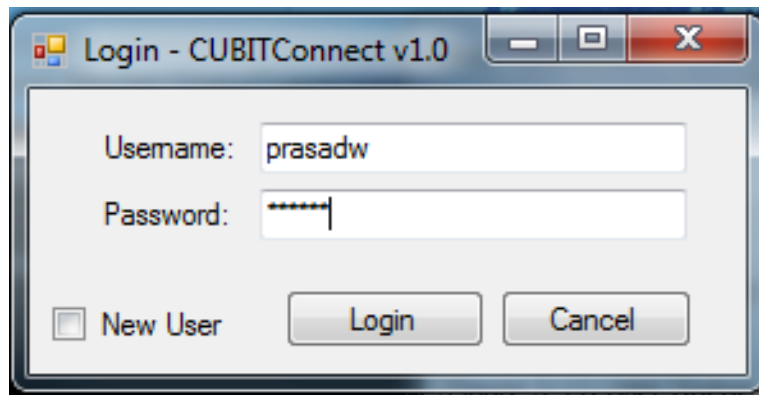 Login - CUBITConnect v1.0
Username: prasadw
Password: ******
New User Login Cancel